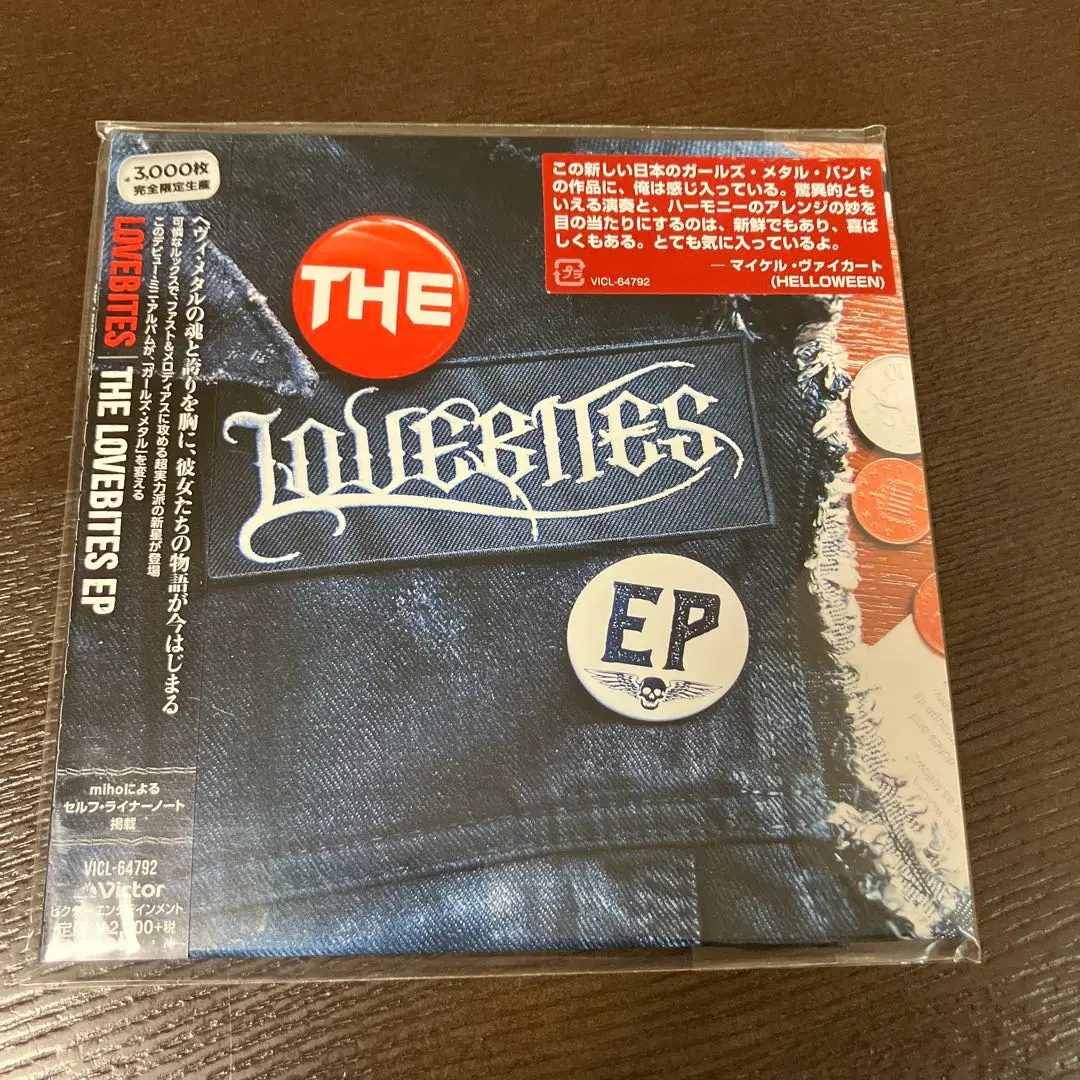 3,000枚
完全限定生産
この新しい日本のガールズ・メタル・バンド
の作品に、俺は感じ入っている。驚異的とも
いえる演奏と、ハーモニーのアレンジの妙を
目の当たりにするのは、新鮮でもあり、喜ば
しくもある。とても気に入っているよ。
― マイケル・ヴァイカート
(HELLOWEEN)
プラ
VICL-64792
THE
LOVEBITES
EP
ヘヴィ・メタルの魂と誇りを胸に、彼女たちの物語が今はじまる
可憐なルックスで、ファスト&メロディアスに攻める超実力派の新星が登場
このデビュー・ミニ・アルバムが、「ガールズ・メタル」を変える
LOVEBITES | THE LOVEBITES EP
mihoによる
セルフ・ライナーノート
掲載
VICL-64792
Victor
ビクターエンタテインメント
+税